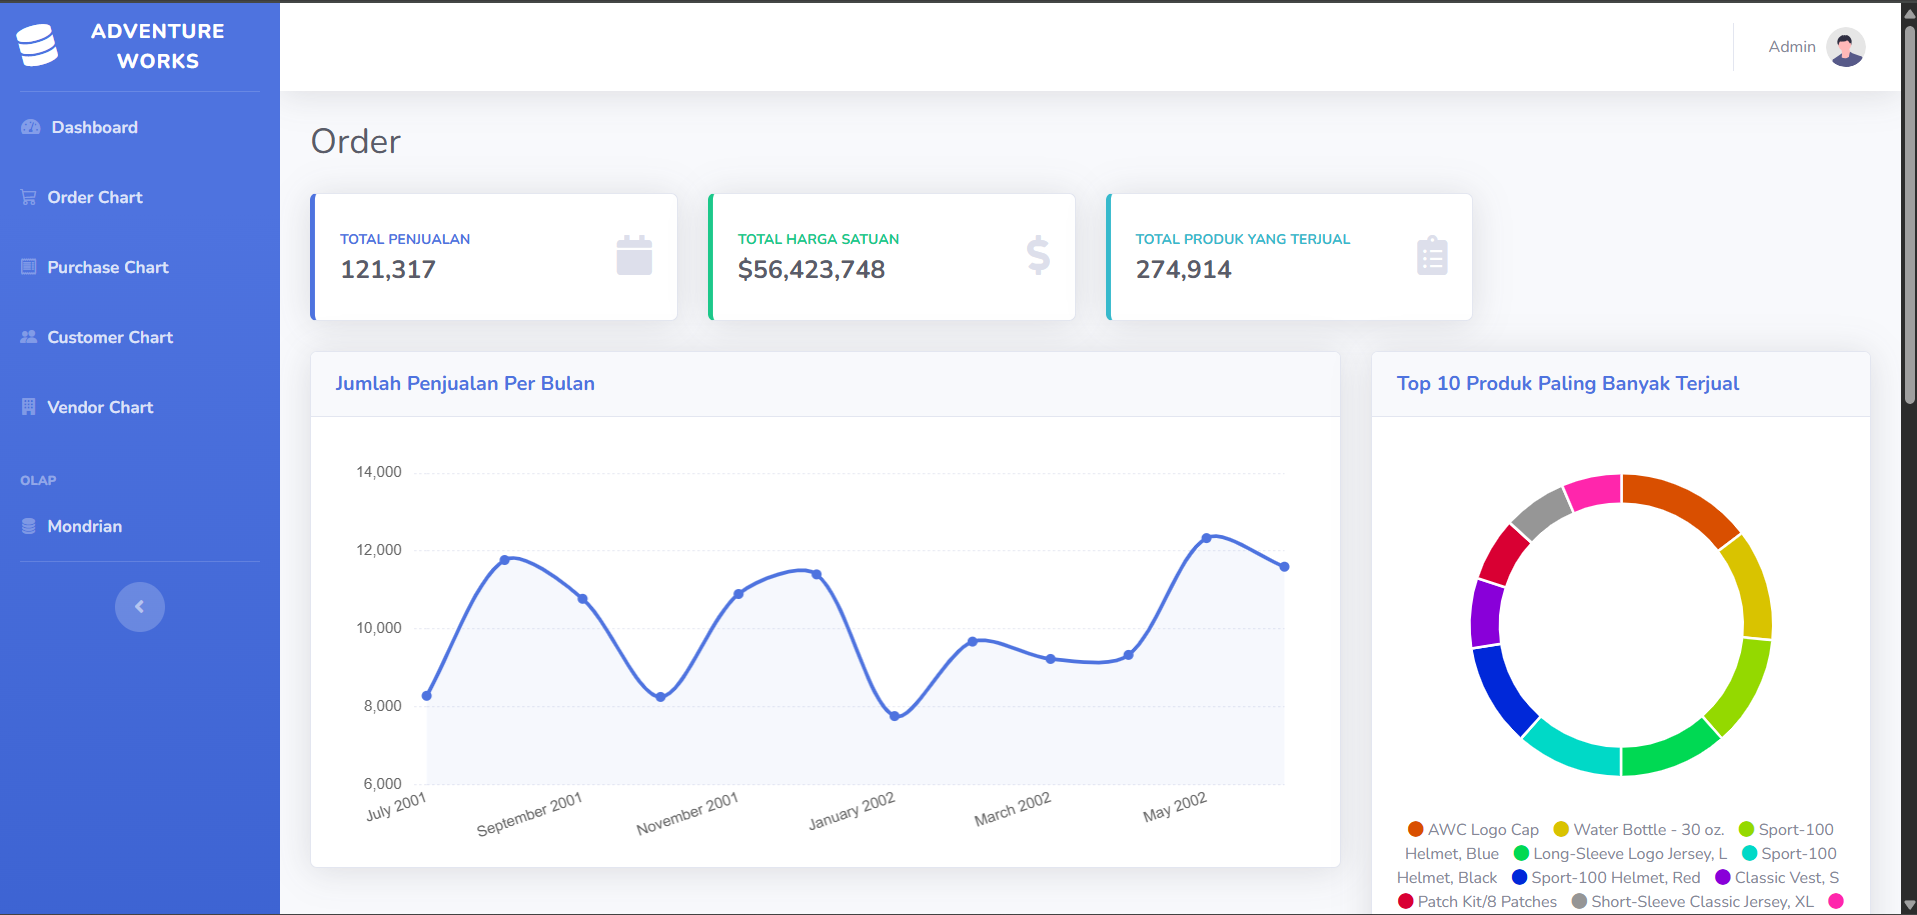 ADVENTURE
WORKS
Admin
Dashboard
Order Chart
Purchase Chart
Customer Chart
Vendor Chart
OLAP
Mondrian
Order
TOTAL PENJUALAN
121,317
TOTAL HARGA SATUAN
$56,423,748
TOTAL PRODUK YANG TERJUAL
274,914
Jumlah Penjualan Per Bulan
14,000
12,000
10,000
8,000
6,000
July 2001
September 2001
November 2001
January 2002
March 2002
May 2002
Top 10 Produk Paling Banyak Terjual
AWC Logo Cap Water Bottle - 30 oz. Sport-100
Helmet, Blue Long-Sleeve Logo Jersey, L Sport-100
Helmet, Black Sport-100 Helmet, Red Classic Vest, S
Patch Kit/8 Patches Short-Sleeve Classic Jersey, XL